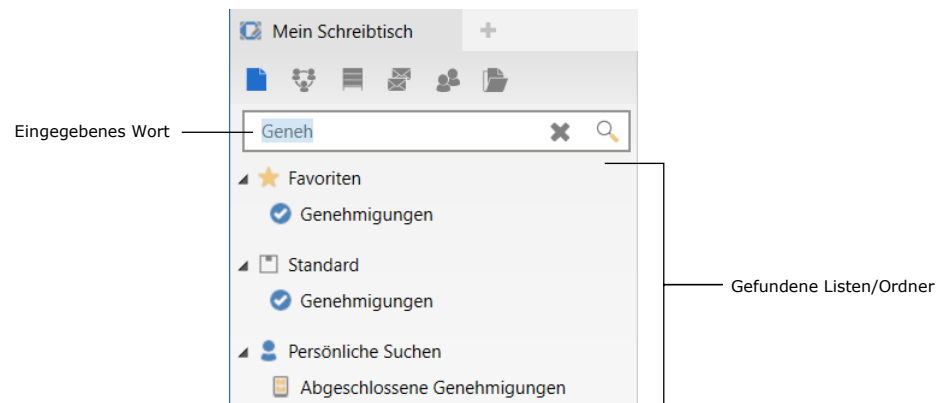 Mein Schreibtisch
Eingegebenes Wort
Geneh
Favoriten
Genehmigungen
Standard
Genehmigungen
Gefundene Listen/Ordner
Persönliche Suchen
Abgeschlossene Genehmigungen